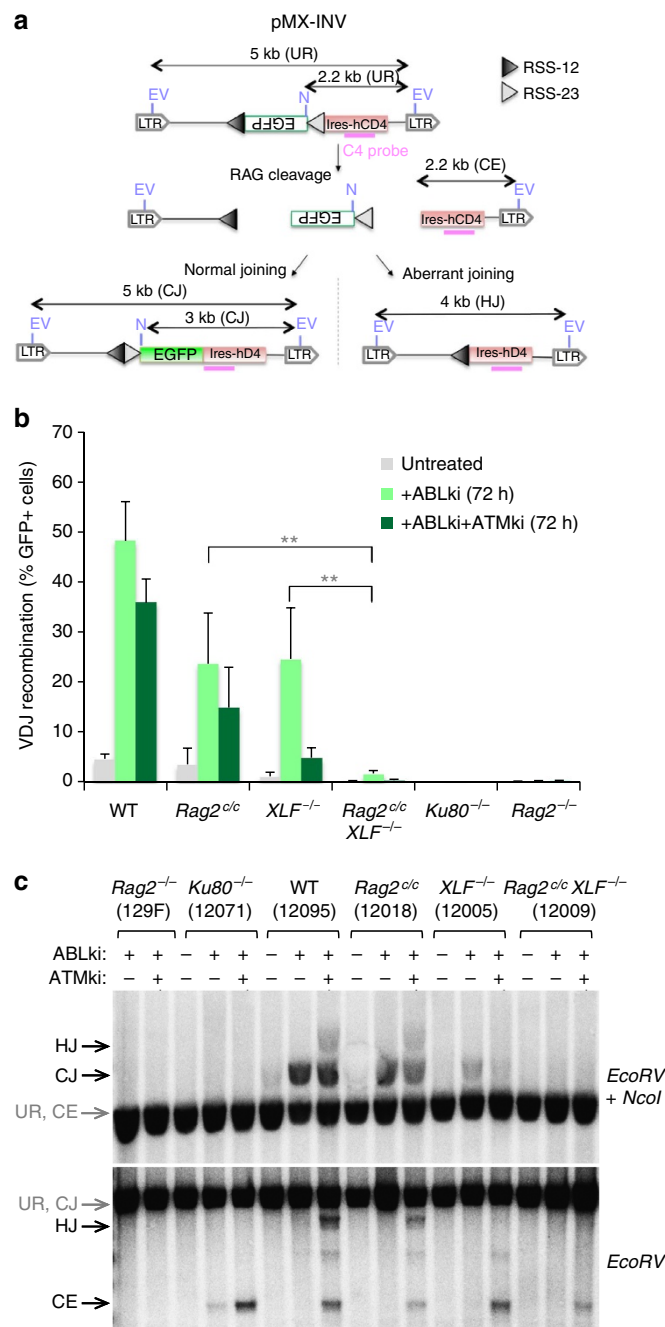 a
pMX-INV
5 kb (UR)
2.2 kb (UR)
RSS-12
RSS-23
EV
N
EV
LTR
EGFP
Ires-hCD4
LTR
C4 probe
RAG cleavage
2.2 kb (CE)
EV
N
EV
LTR
EGFP
Ires-hCD4
LTR
Normal joining
Aberrant joining
5 kb (CJ)
3 kb (CJ)
4 kb (HJ)
EV
N
EV
EV
EV
LTR
EGFP
Ires-hD4
LTR
LTR
Ires-hD4
LTR
b
VDJ recombination (% GFP+ cells)
70
60
50
40
30
20
10
0
Untreated
+ABLki (72 h)
+ABLki+ATMki (72 h)
**
**
WT
Rag2c/c
XLF−/−
Rag2c/c XLF−/−
Ku80−/−
Rag2−/−
c
Rag2−/− (129F)
Ku80−/− (12071)
WT (12095)
Rag2c/c (12018)
XLF−/− (12005)
Rag2c/c XLF−/− (12009)
ABLki: + + − + + − + + − + + − + + − + +
ATMki: − + − − + − − + − − + − − + − − +
HJ
CJ
UR, CE
EcoRV + NcoI
UR, CJ
HJ
CE
EcoRV